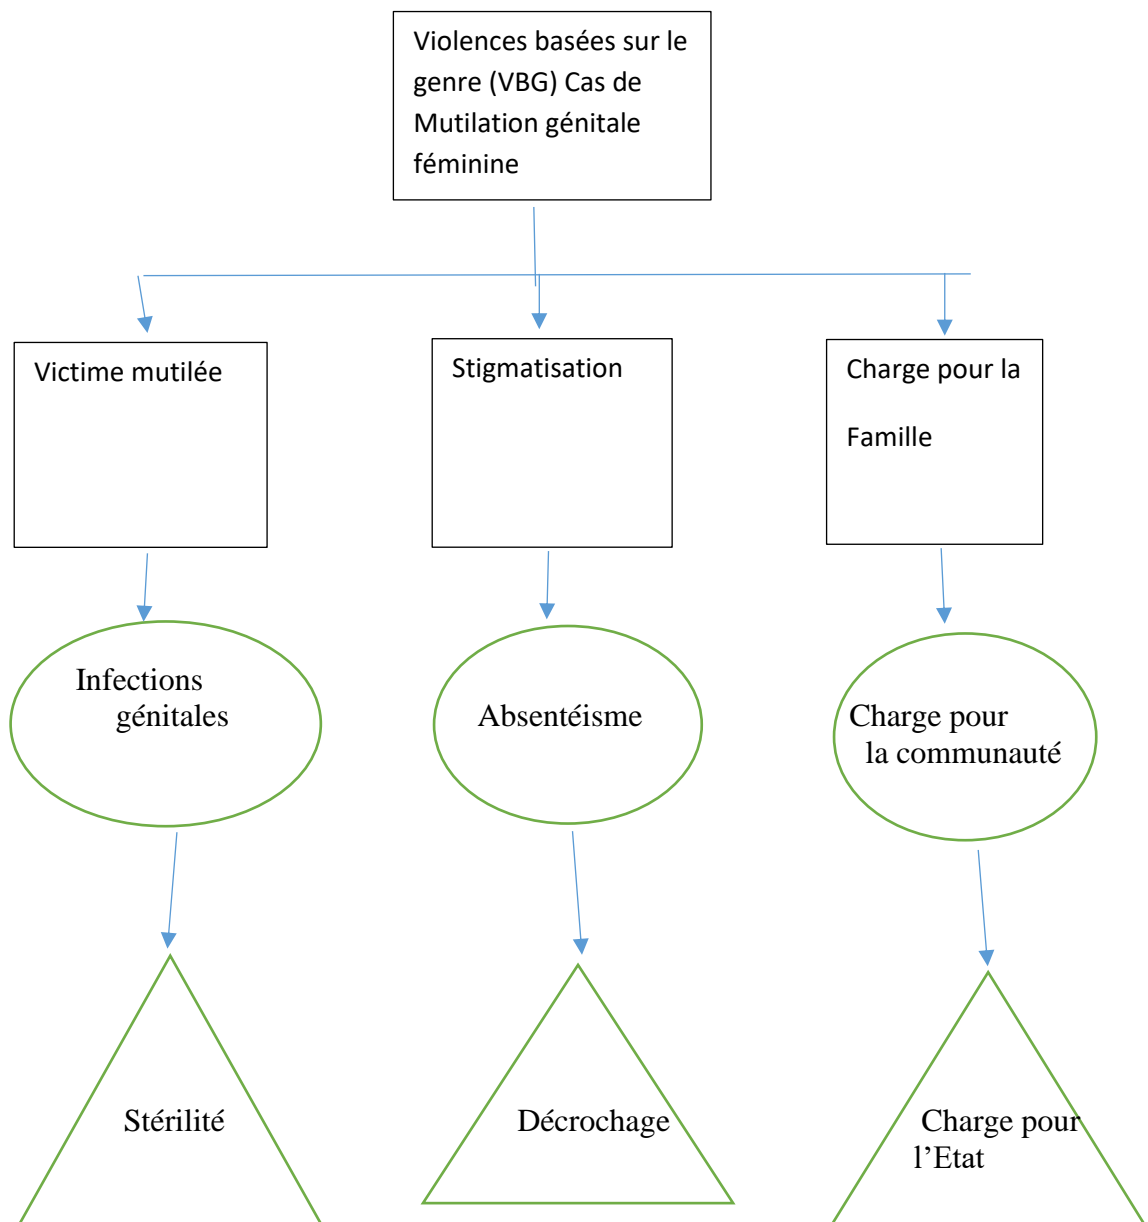 Violences basées sur le
genre (VBG) Cas de
Mutilation génitale
féminine
Victime mutilée
Stigmatisation
Charge pour la
Famille
Infections
génitales
Absentéisme
Charge pour
la communauté
Stérilité
Décrochage
Charge pour
l’Etat